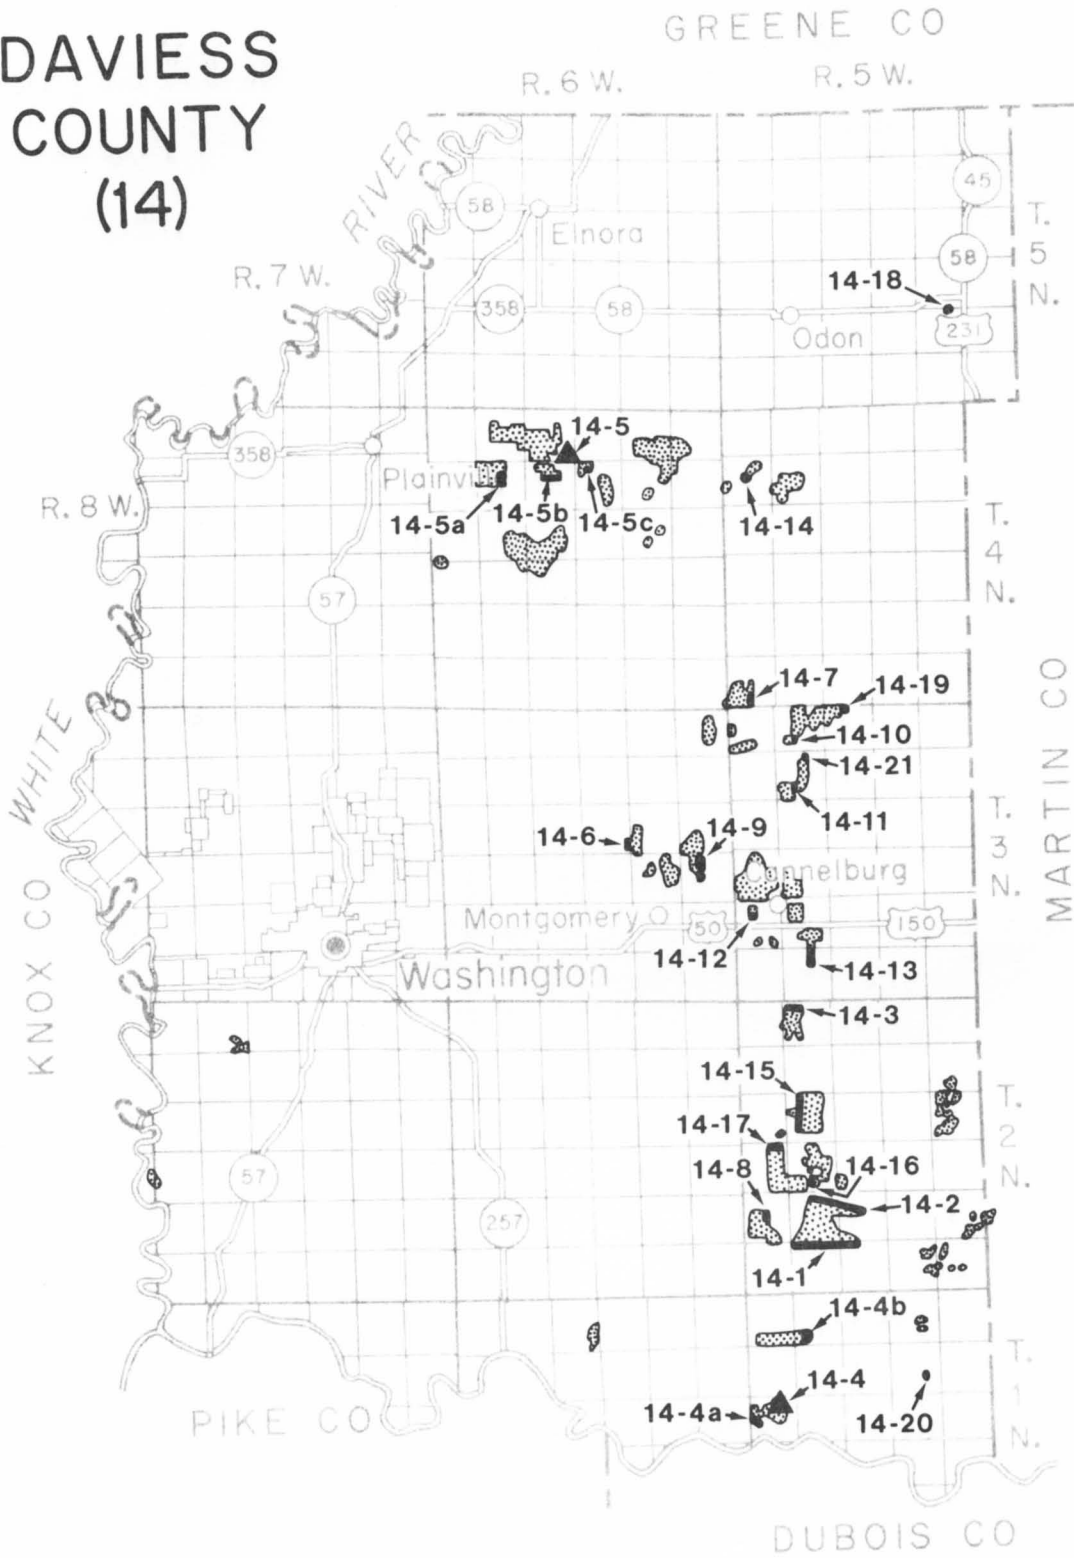 GREENE CO
DAVIESS
COUNTY
(14)
R. 6 W.
R. 5 W.
RIVER
45
58
Elnora
T.
5
N.
58
R. 7 W.
14-18
358
58
Odon
231
14-5
358
Plainvi
R. 8 W.
14-5a
14-5b
14-5c
14-14
T.
4
N.
57
14-7
14-19
14-10
14-21
WHITE
14-11
14-6
14-9
T.
3
N.
MARTIN CO
Cannelburg
Montgomery
50
150
14-12
Washington
14-13
KNOX CO
14-3
14-15
T.
2
N.
14-17
14-8
14-16
57
14-2
257
14-1
14-4b
T.
1
N.
14-4
14-4a
14-20
PIKE CO
DUBOIS CO